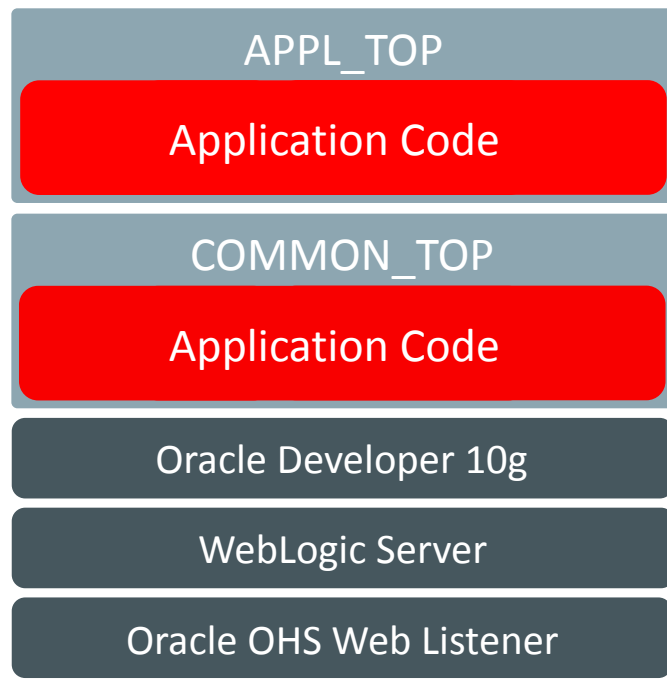 APPL_TOP
Application Code
COMMON_TOP
Application Code
Oracle Developer 10g
WebLogic Server
Oracle OHS Web Listener